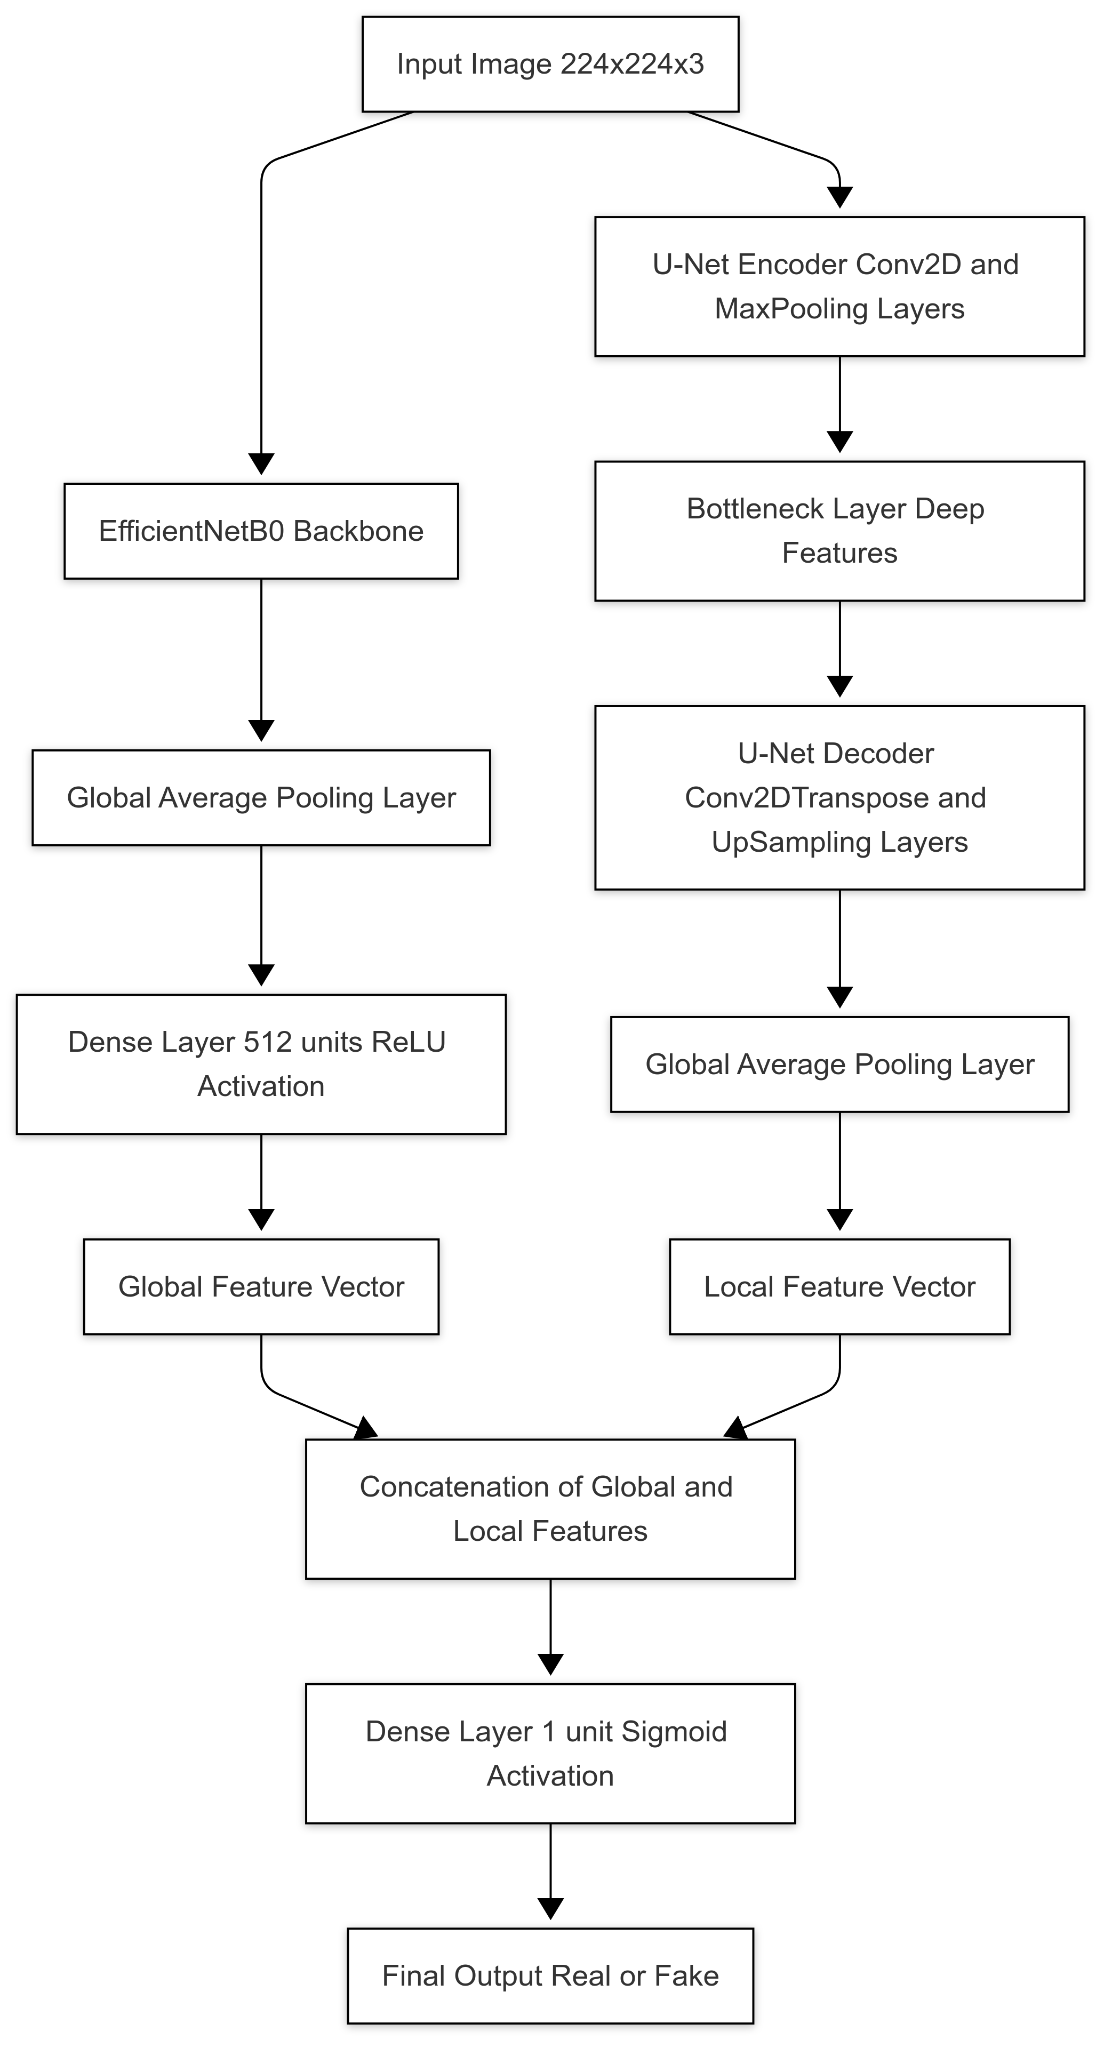 Input Image 224x224x3
U-Net Encoder Conv2D and
MaxPooling Layers
EfficientNetB0 Backbone
Bottleneck Layer Deep
Features
Global Average Pooling Layer
U-Net Decoder
Conv2DTranspose and
UpSampling Layers
Dense Layer 512 units ReLU
Activation
Global Average Pooling Layer
Global Feature Vector
Local Feature Vector
Concatenation of Global and
Local Features
Dense Layer 1 unit Sigmoid
Activation
Final Output Real or Fake